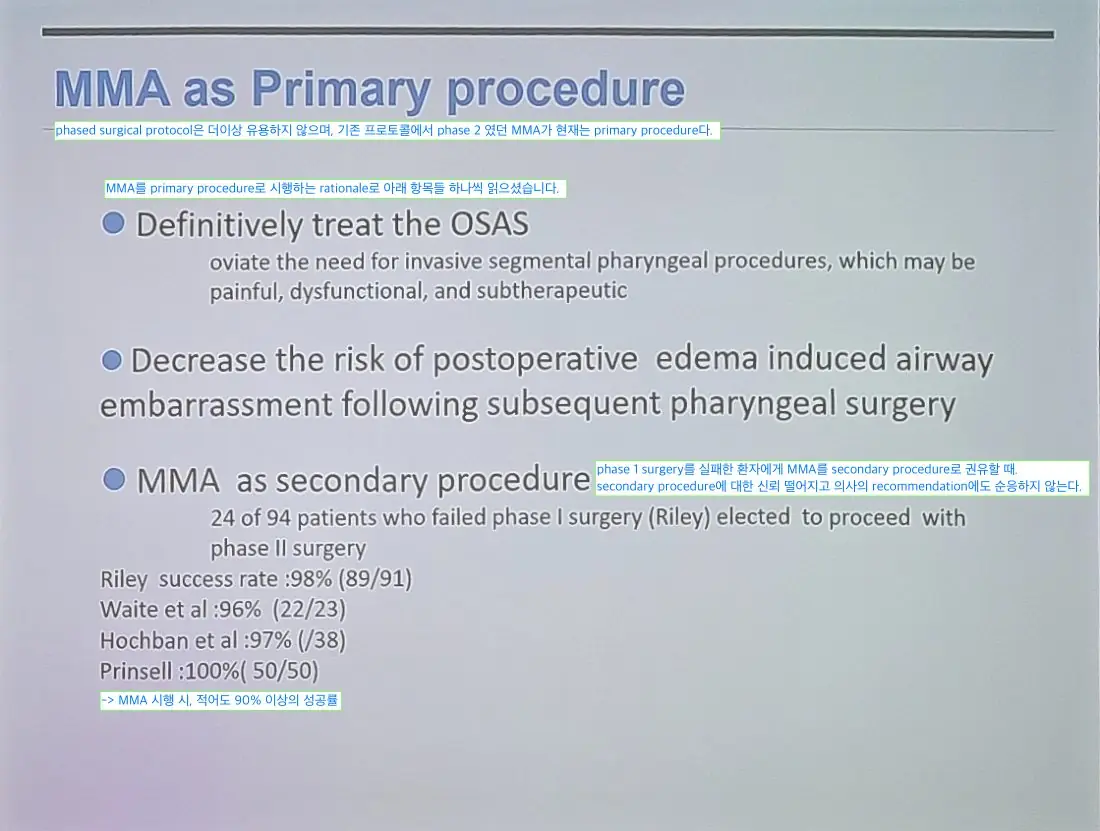 MMA as Primary procedure
phased surgical protocol은 더이상 유용하지 않으며, 기존 프로토콜에서 phase 2 였던 MMA가 현재는 primary procedure다.
MMA를 primary procedure로 시행하는 rationale로 아래 항목들 하나씩 읽으셨습니다.
● Definitively treat the OSAS
oviate the need for invasive segmental pharyngeal procedures, which may be
painful, dysfunctional, and subtherapeutic
● Decrease the risk of postoperative edema induced airway
embarrassment following subsequent pharyngeal surgery
● MMA as secondary procedure
phase 1 surgery를 실패한 환자에게 MMA를 secondary procedure로 권유할 때.
secondary procedure에 대한 신뢰 떨어지고 의사의 recommendation에도 순응하지 않는다.
24 of 94 patients who failed phase I surgery (Riley) elected to proceed with
phase II surgery
Riley success rate :98% (89/91)
Waite et al :96% (22/23)
Hochban et al :97% (/38)
Prinsell :100%( 50/50)
-> MMA 시행 시, 적어도 90% 이상의 성공률